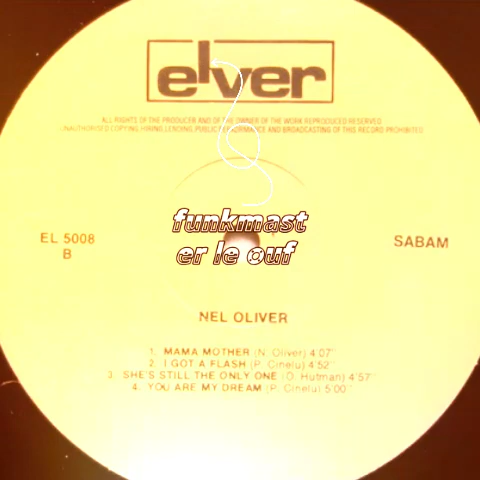 elver
ALL RIGHTS OF THE PRODUCER AND OF THE OWNER OF THE WORK REPRODUCED RESERVED
UNAUTHORISED COPYING HIRING LENDING PUBLIC PERFORMANCE AND BROADCASTING OF THIS RECORD PROHIBITED
EL 5008
B
SABAM
funkmast
er le ouf
NEL OLIVER
1. MAMA MOTHER (N. Oliver) 4'07"
2. I GOT A FLASH (P. Cinelu) 4'52"
3. SHE'S STILL THE ONLY ONE (O. Hutman) 4'57"
4. YOU ARE MY DREAM (P. Cinelu) 5'00"